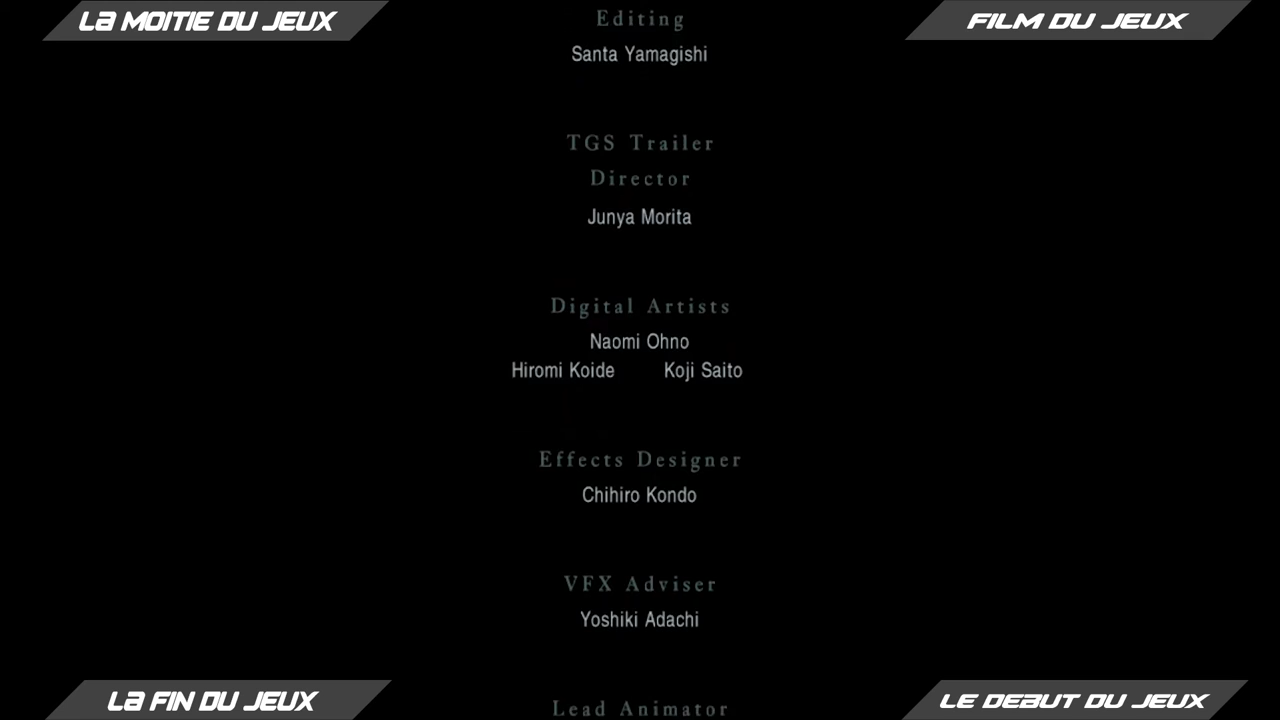 LA MOITIE DU JEUX
FILM DU JEUX
Editing
Santa Yamagishi
TGS Trailer
Director
Junya Morita
Digital Artists
Naomi Ohno
Hiromi Koide Koji Saito
Effects Designer
Chihiro Kondo
VFX Adviser
Yoshiki Adachi
Lead Animator
LA FIN DU JEUX
LE DEBUT DU JEUX